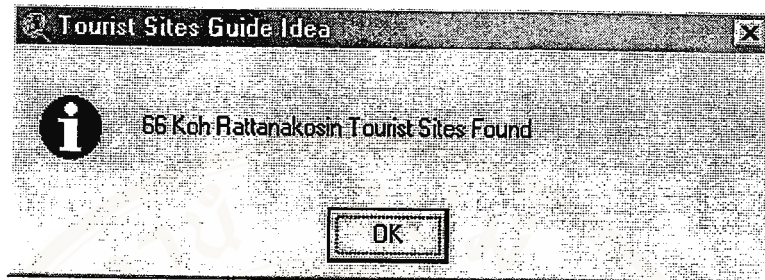 Tourist Sites Guide Idea
66 Koh Rattanakosin Tourist Sites Found
OK